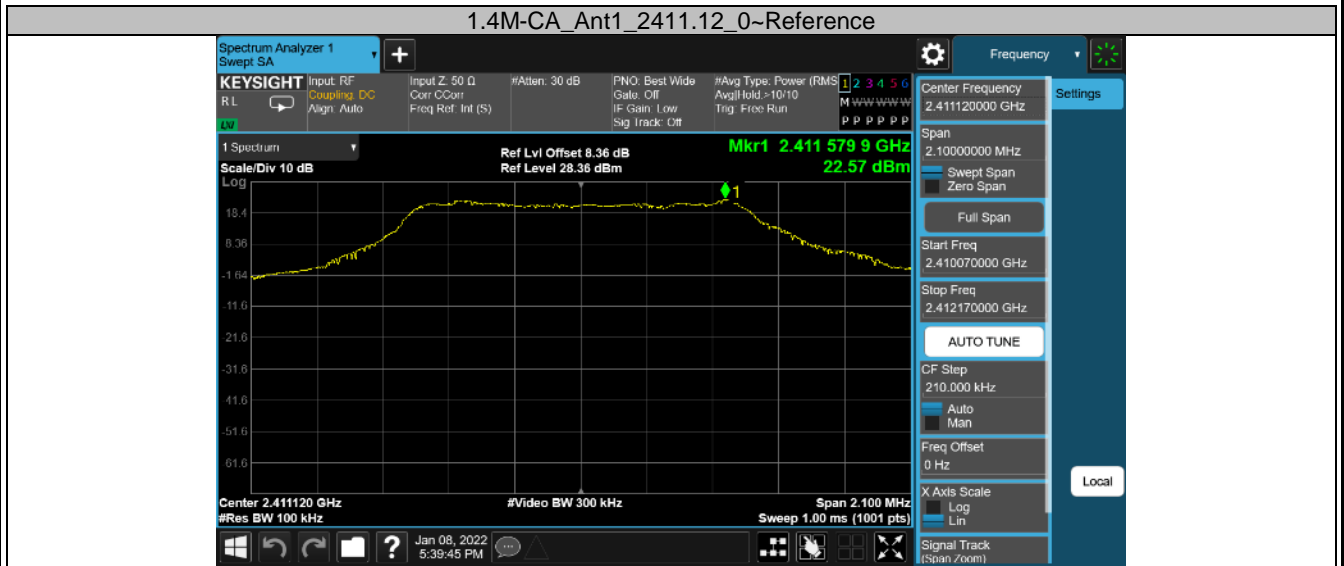 1.4M-CA_Ant1_2411.12_0~Reference
Spectrum Analyzer 1
Swept SA
+
Frequency
KEYSIGHT
RL
LXI
Input: RF
Coupling: DC
Align: Auto
Input Z: 50 Ω
Corr CCorr
Freq Ref: Int (S)
#Atten: 30 dB
PNO: Best Wide
Gate: Off
IF Gain: Low
Sig Track: Off
#Avg Type: Power (RMS
Avg|Hold:>10/10
Trig: Free Run
1 2 3 4 5 6
M W W W W W
P P P P P P
1 Spectrum
Scale/Div 10 dB
Log
Ref Lvl Offset 8.36 dB
Ref Level 28.36 dBm
Mkr1 2.411 579 9 GHz
22.57 dBm
1
18.4
8.36
-1.64
-11.6
-21.6
-31.6
-41.6
-51.6
-61.6
Center 2.411120 GHz
#Res BW 100 kHz
#Video BW 300 kHz
Span 2.100 MHz
Sweep 1.00 ms (1001 pts)
Center Frequency
2.411120000 GHz
Settings
Span
2.10000000 MHz
Swept Span
Zero Span
Full Span
Start Freq
2.410070000 GHz
Stop Freq
2.412170000 GHz
AUTO TUNE
CF Step
210.000 kHz
Auto
Man
Freq Offset
0 Hz
X Axis Scale
Log
Lin
Local
Signal Track
(Span Zoom)
?
Jan 08, 2022
5:39:45 PM